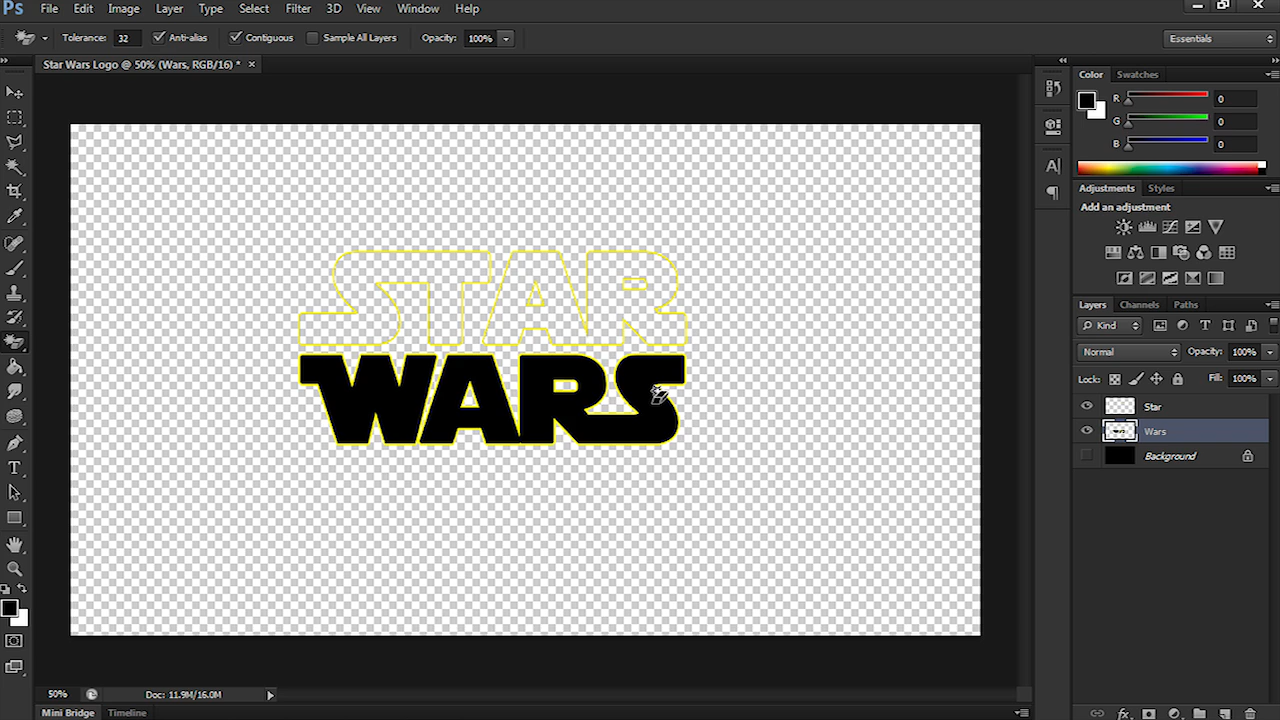 Ps File Edit Image Layer Type Select Filter 3D View Window Help
Tolerance: 32 Anti-alias Contiguous Sample All Layers Opacity: 100% Essentials
Star Wars Logo @ 50% (Wars, RGB/16) * ×
Color Swatches
R 0
G 0
B 0
Adjustments Styles
Add an adjustment
Layers Channels Paths
Kind
Normal Opacity: 100%
Lock: Fill: 100%
Star
Wars
Background
STAR
WARS
50% Doc: 11.9M/16.0M
Mini Bridge Timeline